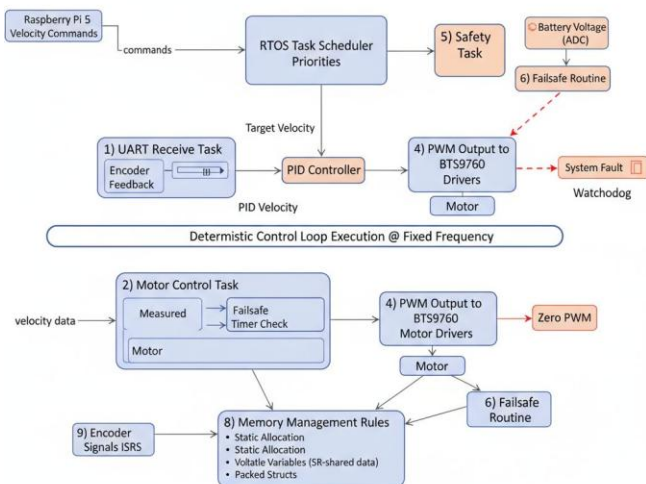 Raspberry Pi 5
Velocity Commands
commands
RTOS Task Scheduler
Priorities
5) Safety
Task
Battery Voltage
(ADC)
6) Failsafe Routine
Target Velocity
1) UART Receive Task
Encoder
Feedback
PID Controller
PID Velocity
4) PWM Output to
BTS9760
Drivers
Motor
System Fault
Watchodog
Determistic Control Loop Execution @ Fixed Frequency
velocity data
2) Motor Control Task
Measured
Failsafe
Timer Check
Motor
4) PWM Output to
BTS9760
Motor Drivers
Zero PWM
Motor
6) Failsafe
Routine
9) Encoder
Signals ISRS
8) Memory Management Rules
• Static Allocation
• Static Allocation
• Voltatle Variables (SR-shared data)
• Packed Structs